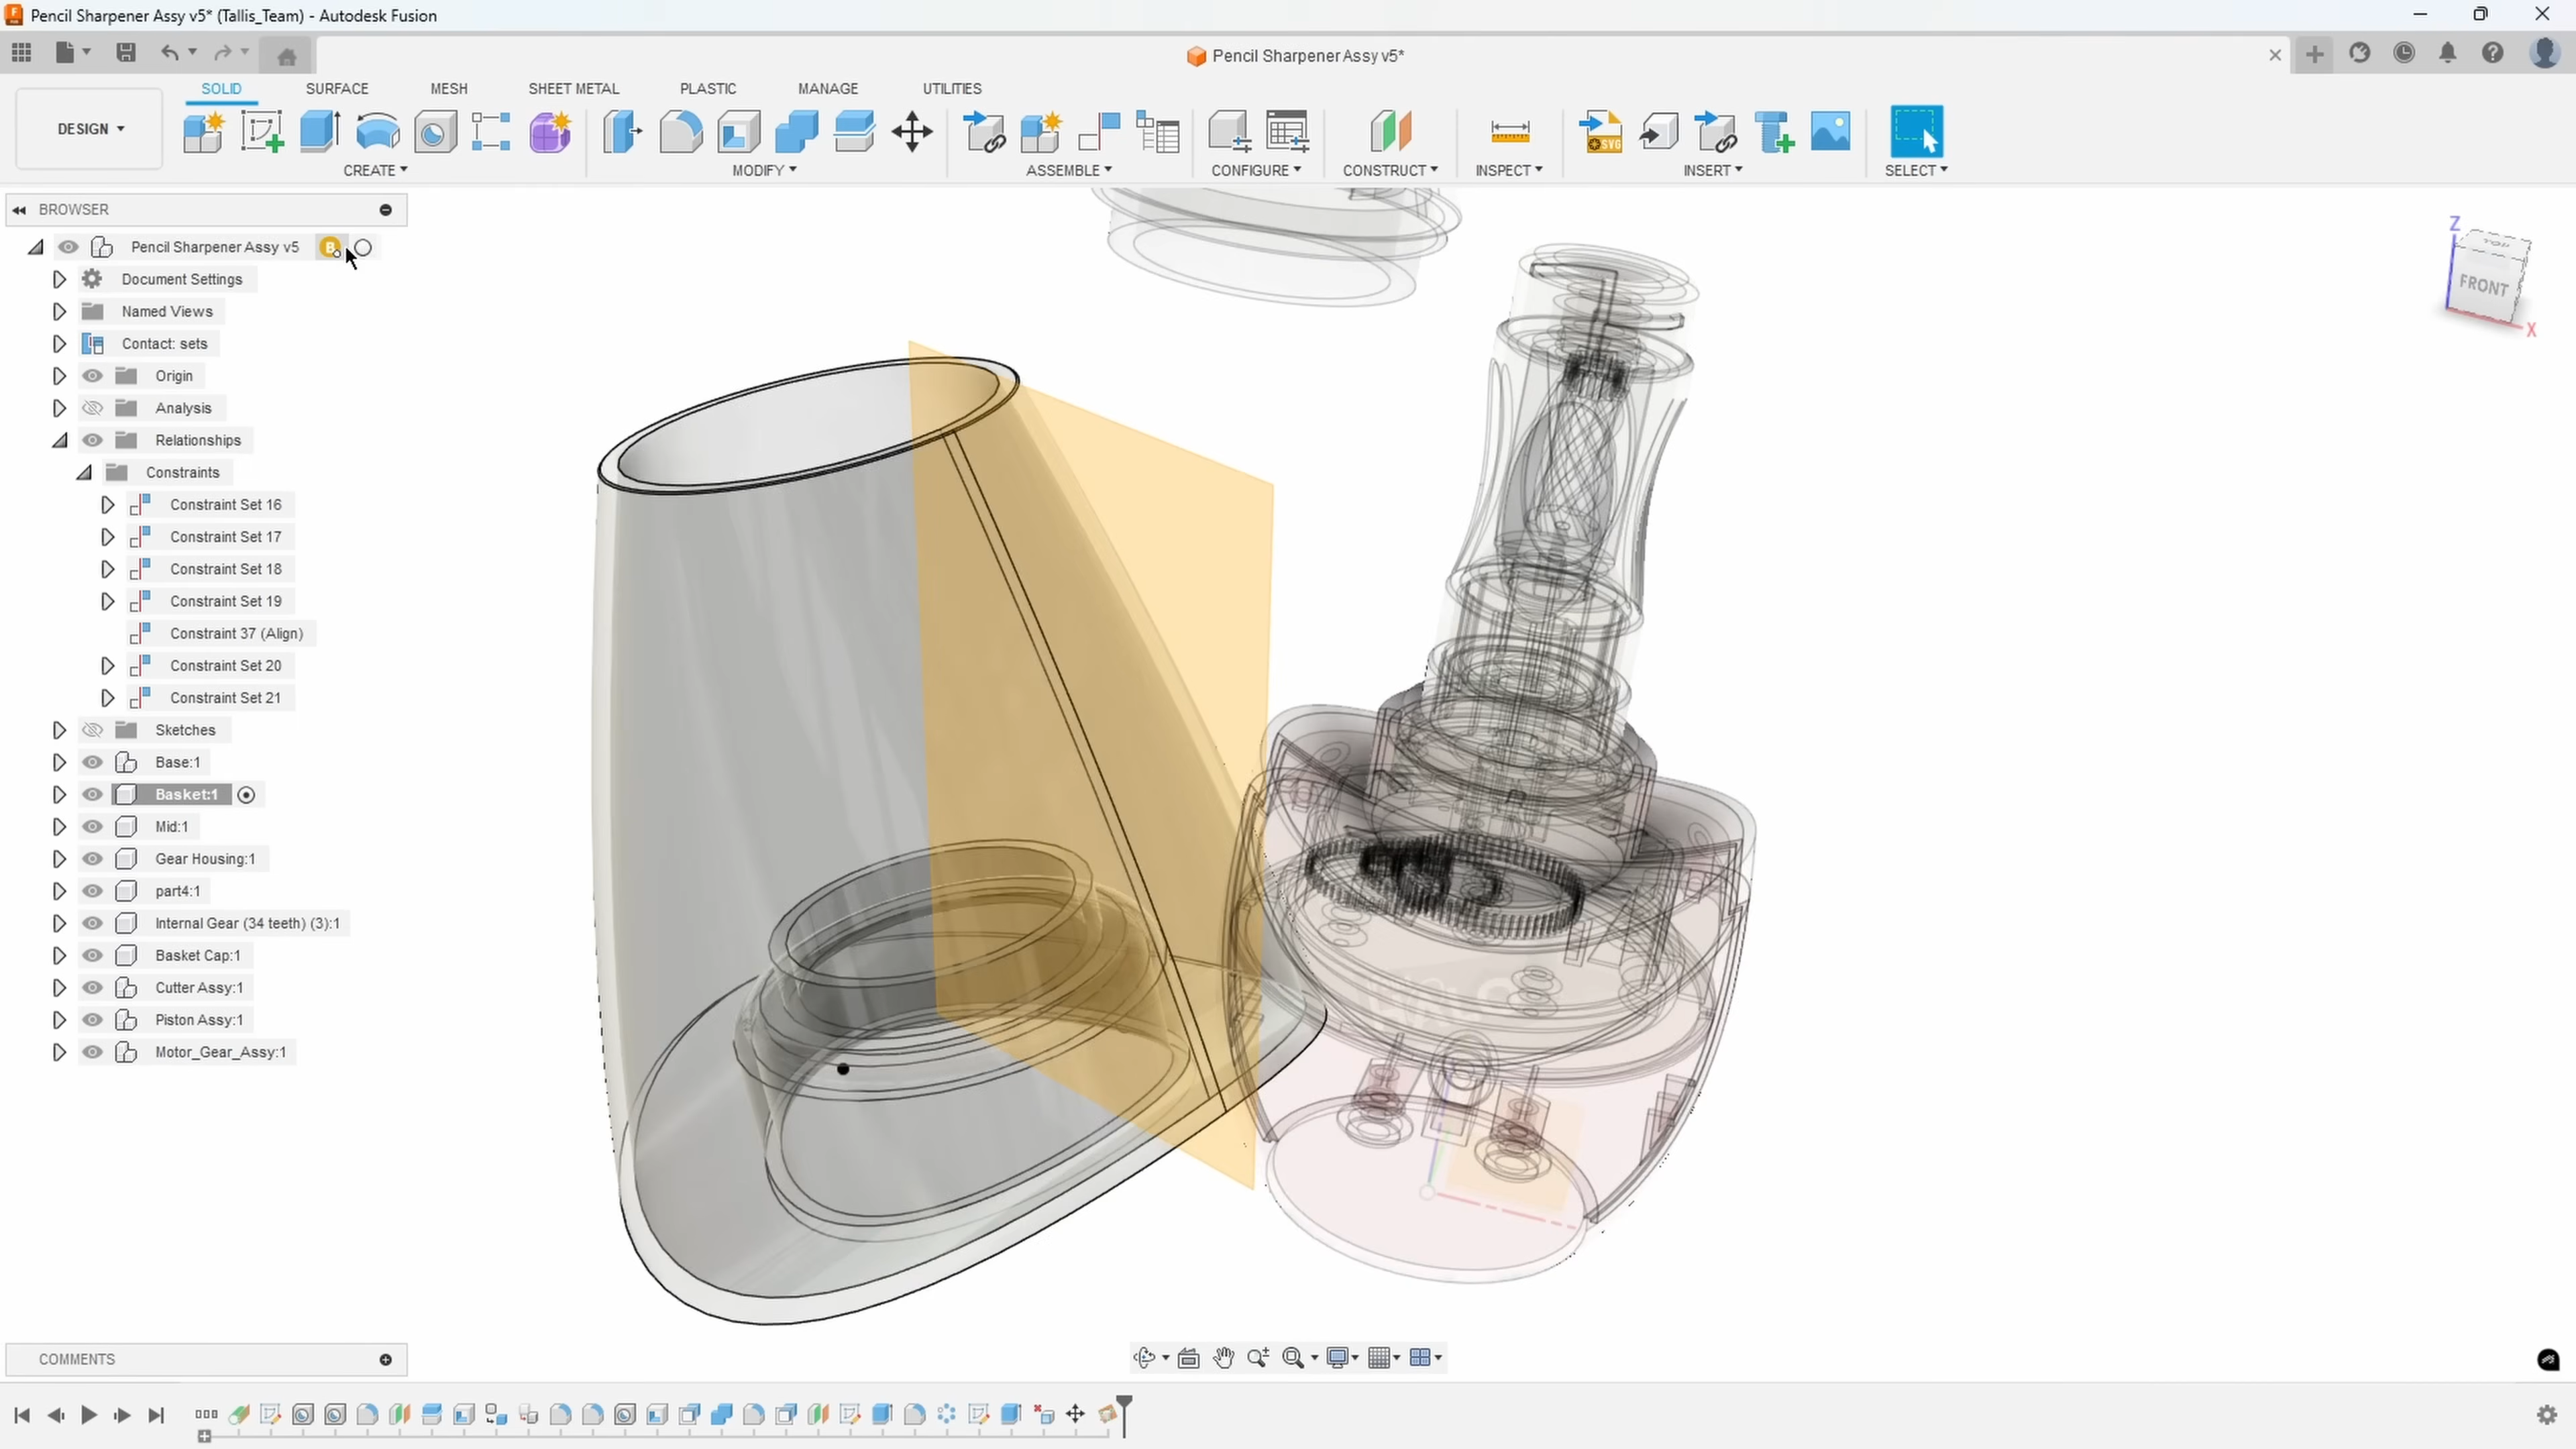 Pencil Sharpener Assy v5* (Tallis_Team) - Autodesk Fusion
Pencil Sharpener Assy v5*
SOLID SURFACE MESH SHEET METAL PLASTIC MANAGE UTILITIES
DESIGN
SVG
CREATE MODIFY ASSEMBLE CONFIGURE CONSTRUCT INSPECT INSERT SELECT
BROWSER
Pencil Sharpener Assy v5
B
Document Settings
Named Views
Contact: sets
Origin
Analysis
Relationships
Constraints
Constraint Set 16
Constraint Set 17
Constraint Set 18
Constraint Set 19
Constraint 37 (Align)
Constraint Set 20
Constraint Set 21
Sketches
Base:1
Basket:1
Mid:1
Gear Housing:1
part4:1
Internal Gear (34 teeth) (3):1
Basket Cap:1
Cutter Assy:1
Piston Assy:1
Motor_Gear_Assy:1
Z
TOP
FRONT
X
COMMENTS